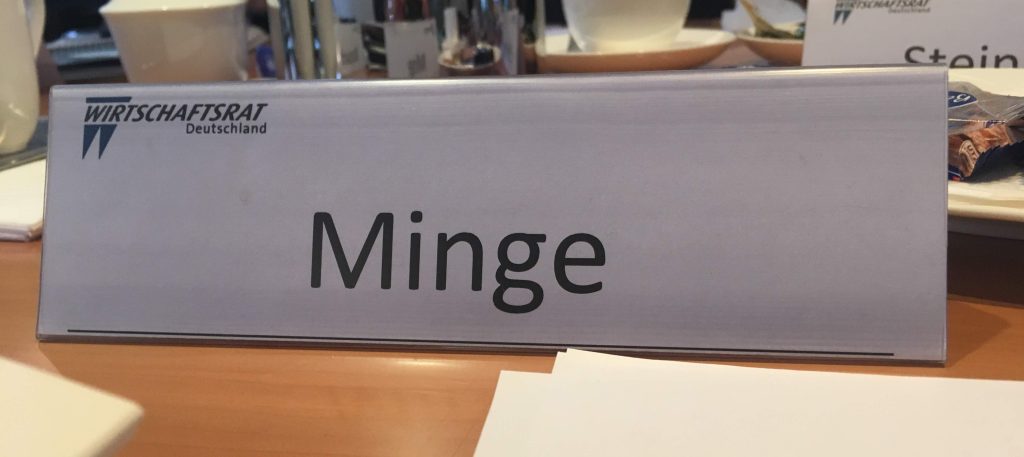 WIRTSCHAFTSRAT
Deutschland
Minge
WIRTSCHAFTSRAT
Deutschland
Stein